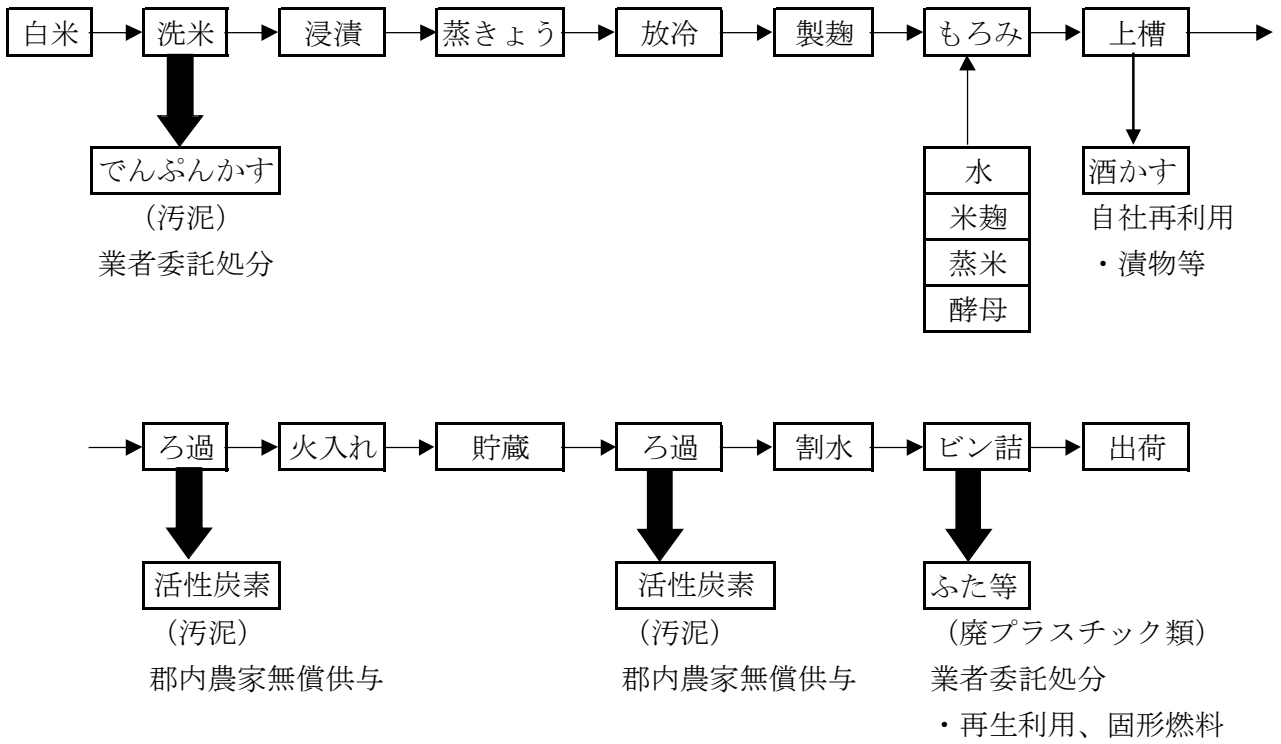 白米 洗米 浸漬 蒸きょう 放冷 製麹 もろみ 上槽
でんぷんかす
（汚泥）
業者委託処分
水
米麹
蒸米
酵母
酒かす
自社再利用
・漬物等
ろ過 火入れ 貯蔵 ろ過 割水 ビン詰 出荷
活性炭素
（汚泥）
郡内農家無償供与
活性炭素
（汚泥）
郡内農家無償供与
ふた等
（廃プラスチック類）
業者委託処分
・再生利用、固形燃料